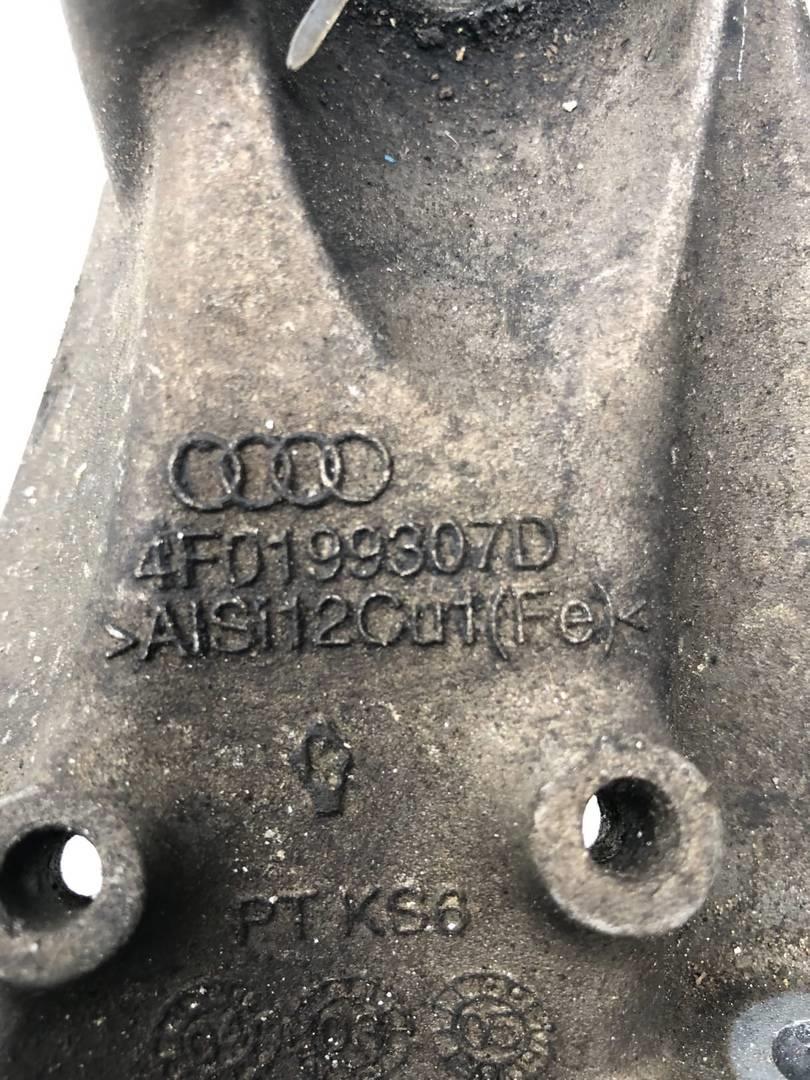 4F0199307D
>AlSi12Cu1(Fe)<
PT KS6